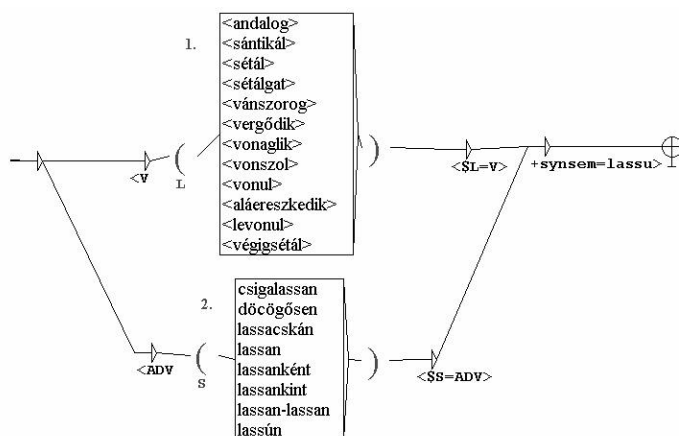 1.
<andalog>
<sántikál>
<sétál>
<sétálgat>
<vánszorog>
<vergődik>
<vonaglik>
<vonszol>
<vonul>
<aláereszkedik>
<levonul>
<végigsétál>
<V
(
L
)
<$L=V>
+synsem=lassu>
2.
csigalassan
döcögősen
lassacskán
lassan
lassanként
lassankint
lassan-lassan
lassún
<ADV
(
S
)
<$S=ADV>